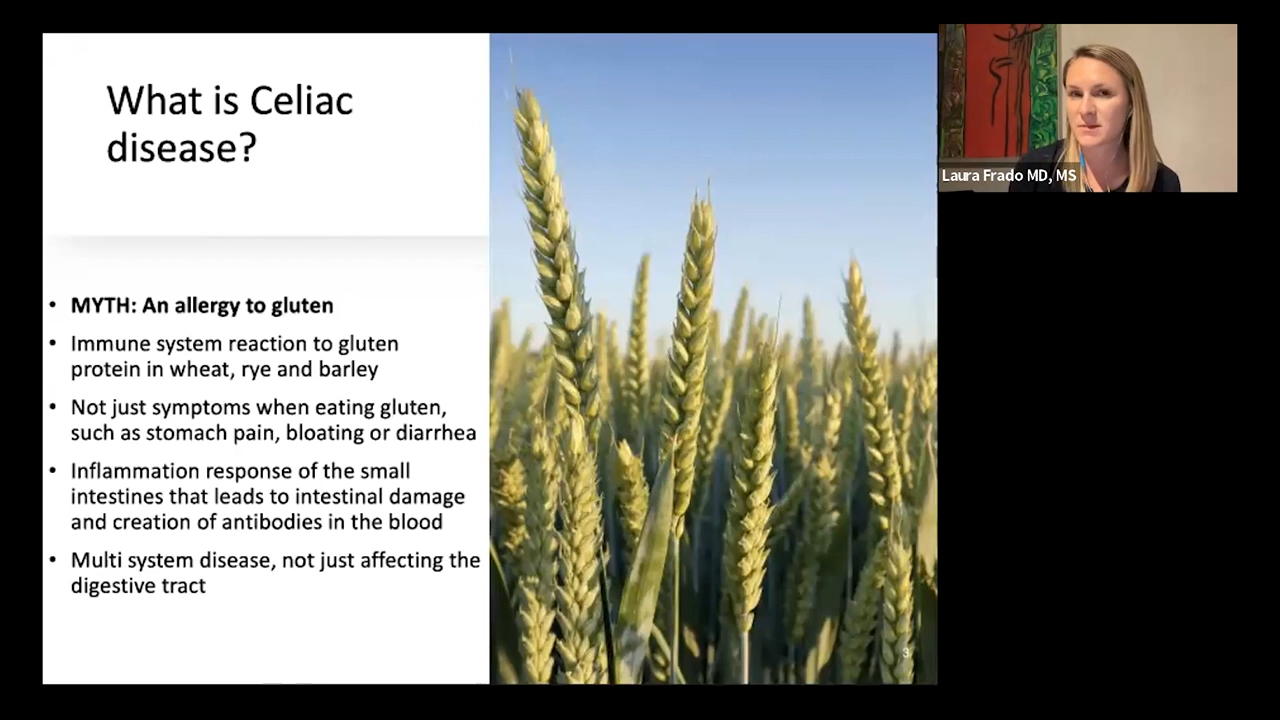 What is Celiac
disease?
• MYTH: An allergy to gluten
• Immune system reaction to gluten
protein in wheat, rye and barley
• Not just symptoms when eating gluten,
such as stomach pain, bloating or diarrhea
• Inflammation response of the small
intestines that leads to intestinal damage
and creation of antibodies in the blood
• Multi system disease, not just affecting the
digestive tract
3
Laura Frado MD, MS